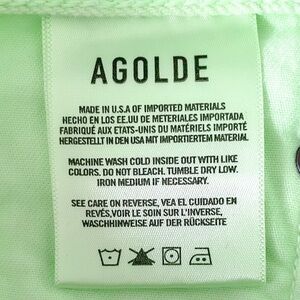 AGOLDE
MADE IN U.S.A OF IMPORTED MATERIALS
HECHO EN LOS EE.UU DE METERIALES IMPORTADA
FABRIQUÉ AUX ETATS-UNIS DU MATÉRIELS IMPORTÉ
HERGESTELLT IN DEN USA MIT IMPORTIERTEM MATERIAL
MACHINE WASH COLD INSIDE OUT WITH LIKE
COLORS. DO NOT BLEACH. TUMBLE DRY LOW.
IRON MEDIUM IF NECESSARY.
SEE CARE ON REVERSE, VEA EL CUIDADO EN
REVÉS,VOIR LE SOIN SUR L'INVERSE,
WASCHHINWEISE AUF DER RÜCKSEITE